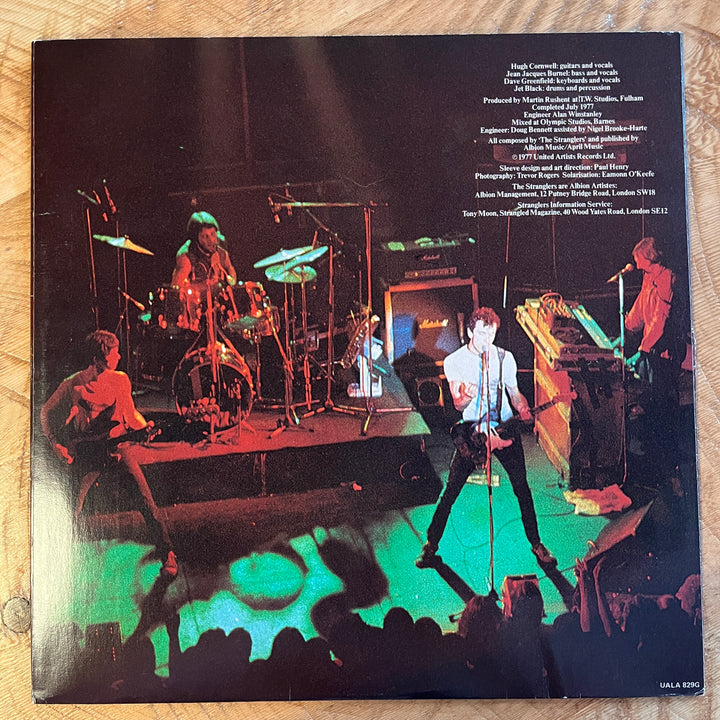 Hugh Cornwell: guitars and vocals
Jean Jacques Burnel: bass and vocals
Dave Greenfield: keyboards and vocals
Jet Black: drums and percussion
Produced by Martin Rushent at T.W. Studios, Fulham
Completed July 1977
Engineer Alan Winstanley
Mixed at Olympic Studios, Barnes
Engineer: Doug Bennett assisted by Nigel Brooke-Harte
All composed by 'The Stranglers' and published by
Albion Music/April Music
© 1977 United Artists Records Ltd.
Sleeve design and art direction: Paul Henry
Photography: Trevor Rogers Solarisation: Eamonn O'Keefe
The Stranglers are Albion Artistes:
Albion Management, 12 Putney Bridge Road, London SW18
Stranglers Information Service:
Tony Moon, Strangled Magazine, 40 Wood Yates Road, London SE12
Marshall
Marshall
UALA 829G